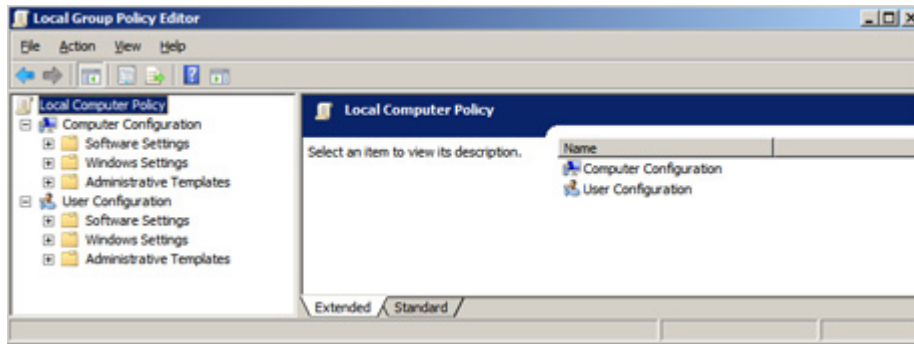 Local Group Policy Editor
File Action View Help
Local Computer Policy
Computer Configuration
Software Settings
Windows Settings
Administrative Templates
User Configuration
Software Settings
Windows Settings
Administrative Templates
Local Computer Policy
Select an item to view its description.
Name
Computer Configuration
User Configuration
Extended Standard